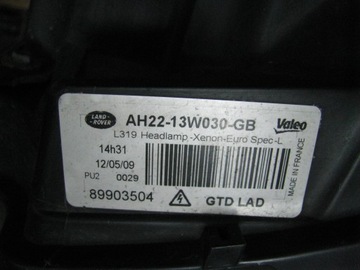 LAND ROVER
AH22-13W030-GB
Valeo
L319 Headlamp -Xenon-Euro Spec-L
14h31
12/05/09
PU2 0029
MADE IN FRANCE
89903504
GTD LAD